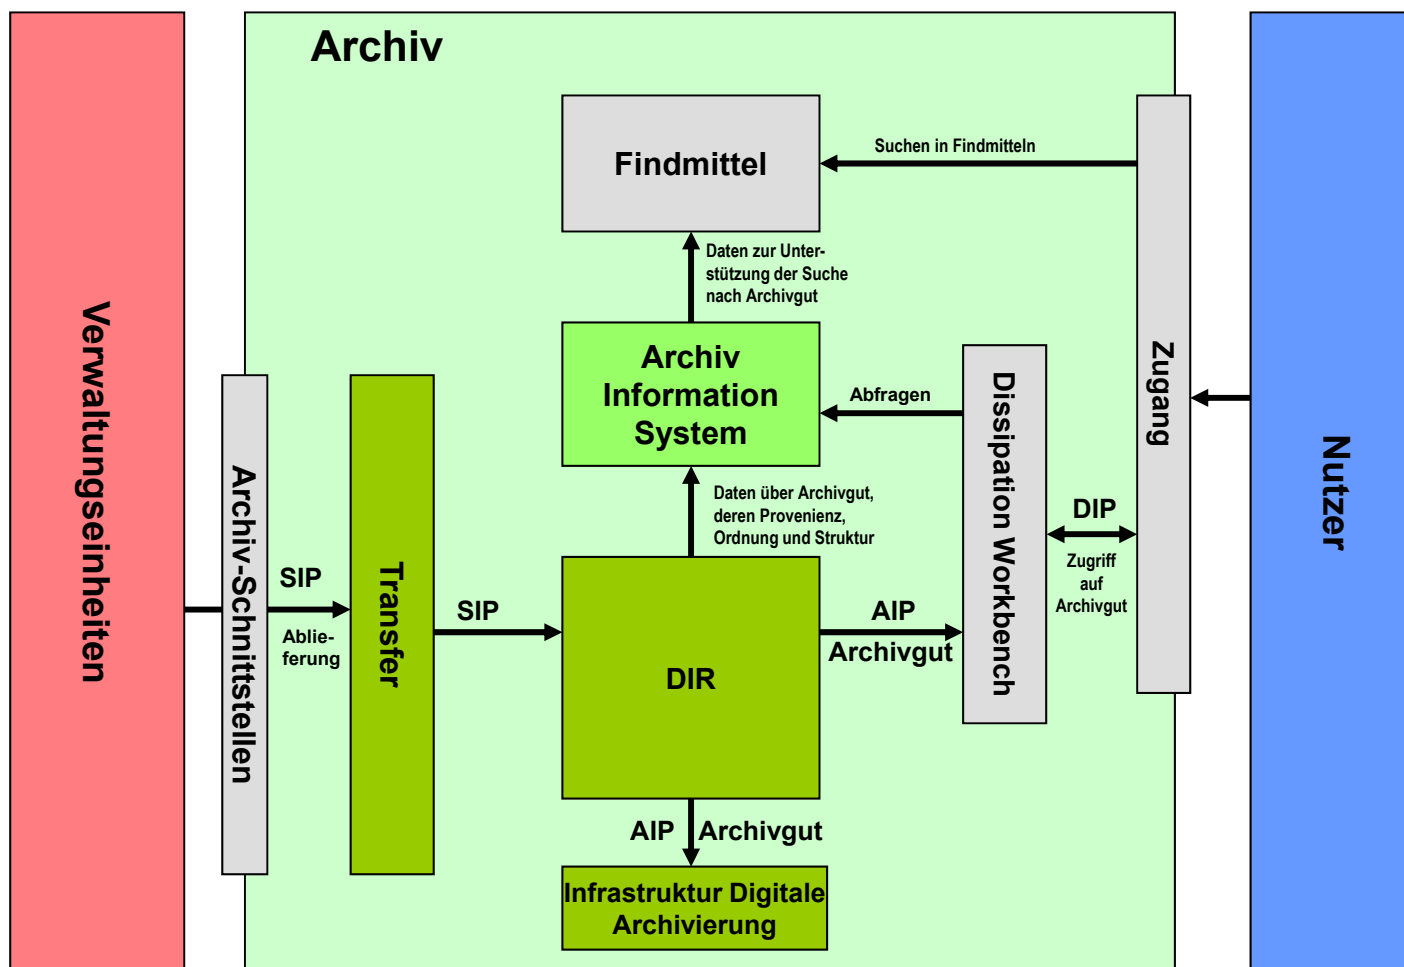 Archiv
Verwaltungseinheiten
Archiv-Schnittstellen
SIP
Ablie-
ferung
Transfer
SIP
Findmittel
Suchen in Findmitteln
Daten zur Unter-
stützung der Suche
nach Archivgut
Archiv
Information
System
Abfragen
Daten über Archivgut,
deren Provenienz,
Ordnung und Struktur
DIR
AIP
Archivgut
AIP
Archivgut
Infrastruktur Digitale
Archivierung
Dissipation Workbench
DIP
Zugriff
auf
Archivgut
Zugang
Nutzer